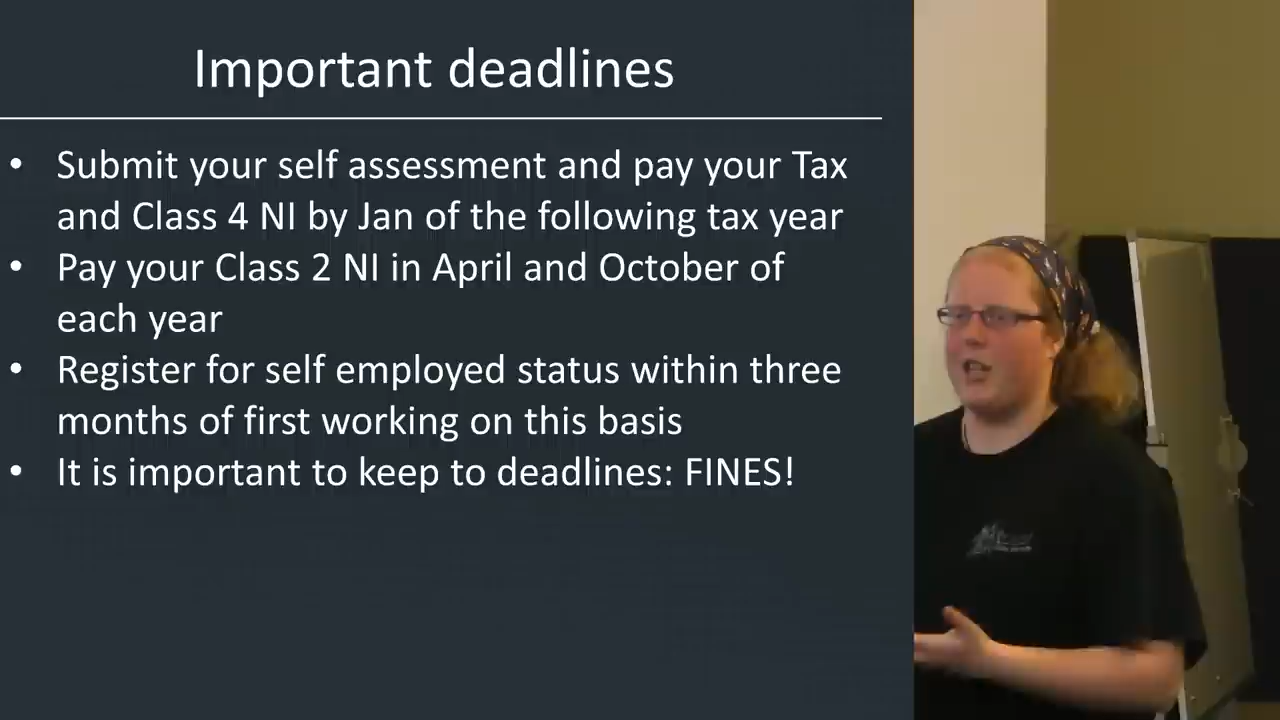 Important deadlines
• Submit your self assessment and pay your Tax
and Class 4 NI by Jan of the following tax year
• Pay your Class 2 NI in April and October of
each year
• Register for self employed status within three
months of first working on this basis
• It is important to keep to deadlines: FINES!